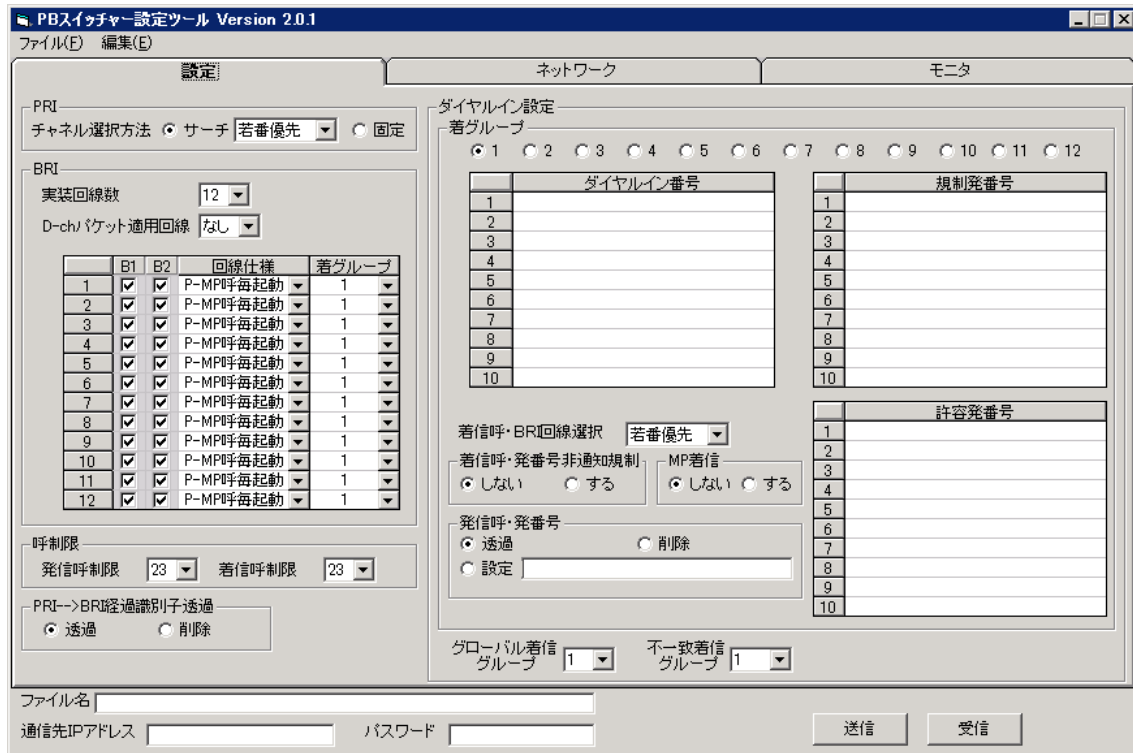 PBスイッチャー設定ツール Version 2.0.1
ファイル(F) 編集(E)
設定 ネットワーク モニタ
PRI
チャネル選択方法 サーチ 若番優先 固定
BRI
実装回線数 12
D-chパケット適用回線 なし
B1 B2 回線仕様 着グループ
1 P-MP呼毎起動 1
2 P-MP呼毎起動 1
3 P-MP呼毎起動 1
4 P-MP呼毎起動 1
5 P-MP呼毎起動 1
6 P-MP呼毎起動 1
7 P-MP呼毎起動 1
8 P-MP呼毎起動 1
9 P-MP呼毎起動 1
10 P-MP呼毎起動 1
11 P-MP呼毎起動 1
12 P-MP呼毎起動 1
呼制限
発信呼制限 23 着信呼制限 23
PRI-->BRI経過識別子透過
透過 削除
ダイヤルイン設定
着グループ
1 2 3 4 5 6 7 8 9 10 11 12
ダイヤルイン番号
1
2
3
4
5
6
7
8
9
10
規制発番号
1
2
3
4
5
6
7
8
9
10
着信呼・BRI回線選択 若番優先
着信呼・発番号非通知規制
しない する
MP着信
しない する
発信呼・発番号
透過 削除
設定
許容発番号
1
2
3
4
5
6
7
8
9
10
グローバル着信
グループ 1
不一致着信
グループ 1
ファイル名
通信先IPアドレス パスワード 送信 受信